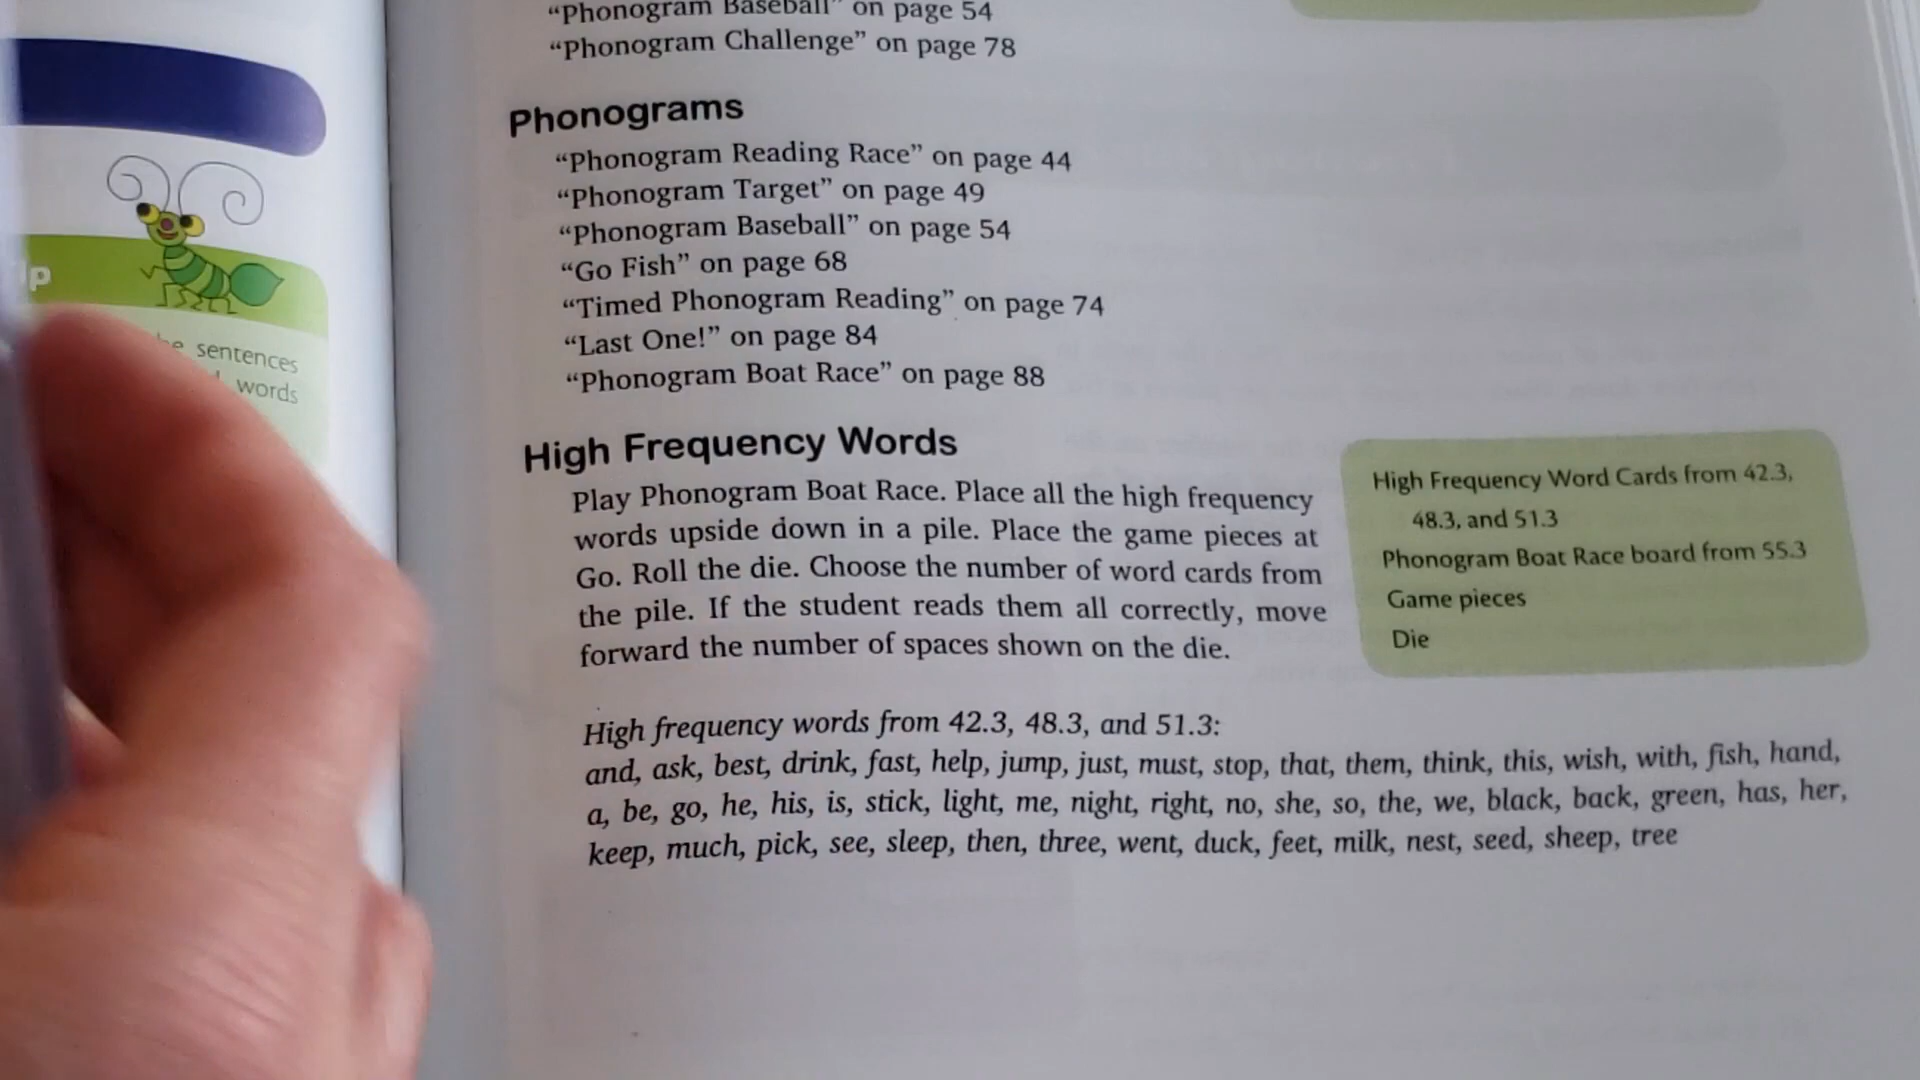 p
sentences
words
“Phonogram Baseball” on page 54
“Phonogram Challenge” on page 78
Phonograms
“Phonogram Reading Race” on page 44
“Phonogram Target” on page 49
“Phonogram Baseball” on page 54
“Go Fish” on page 68
“Timed Phonogram Reading” on page 74
“Last One!” on page 84
“Phonogram Boat Race” on page 88
High Frequency Words
Play Phonogram Boat Race. Place all the high frequency
words upside down in a pile. Place the game pieces at
Go. Roll the die. Choose the number of word cards from
the pile. If the student reads them all correctly, move
forward the number of spaces shown on the die.
High Frequency Word Cards from 42.3,
48.3, and 51.3
Phonogram Boat Race board from 55.3
Game pieces
Die
High frequency words from 42.3, 48.3, and 51.3:
and, ask, best, drink, fast, help, jump, just, must, stop, that, them, think, this, wish, with, fish, hand,
a, be, go, he, his, is, stick, light, me, night, right, no, she, so, the, we, black, back, green, has, her,
keep, much, pick, see, sleep, then, three, went, duck, feet, milk, nest, seed, sheep, tree